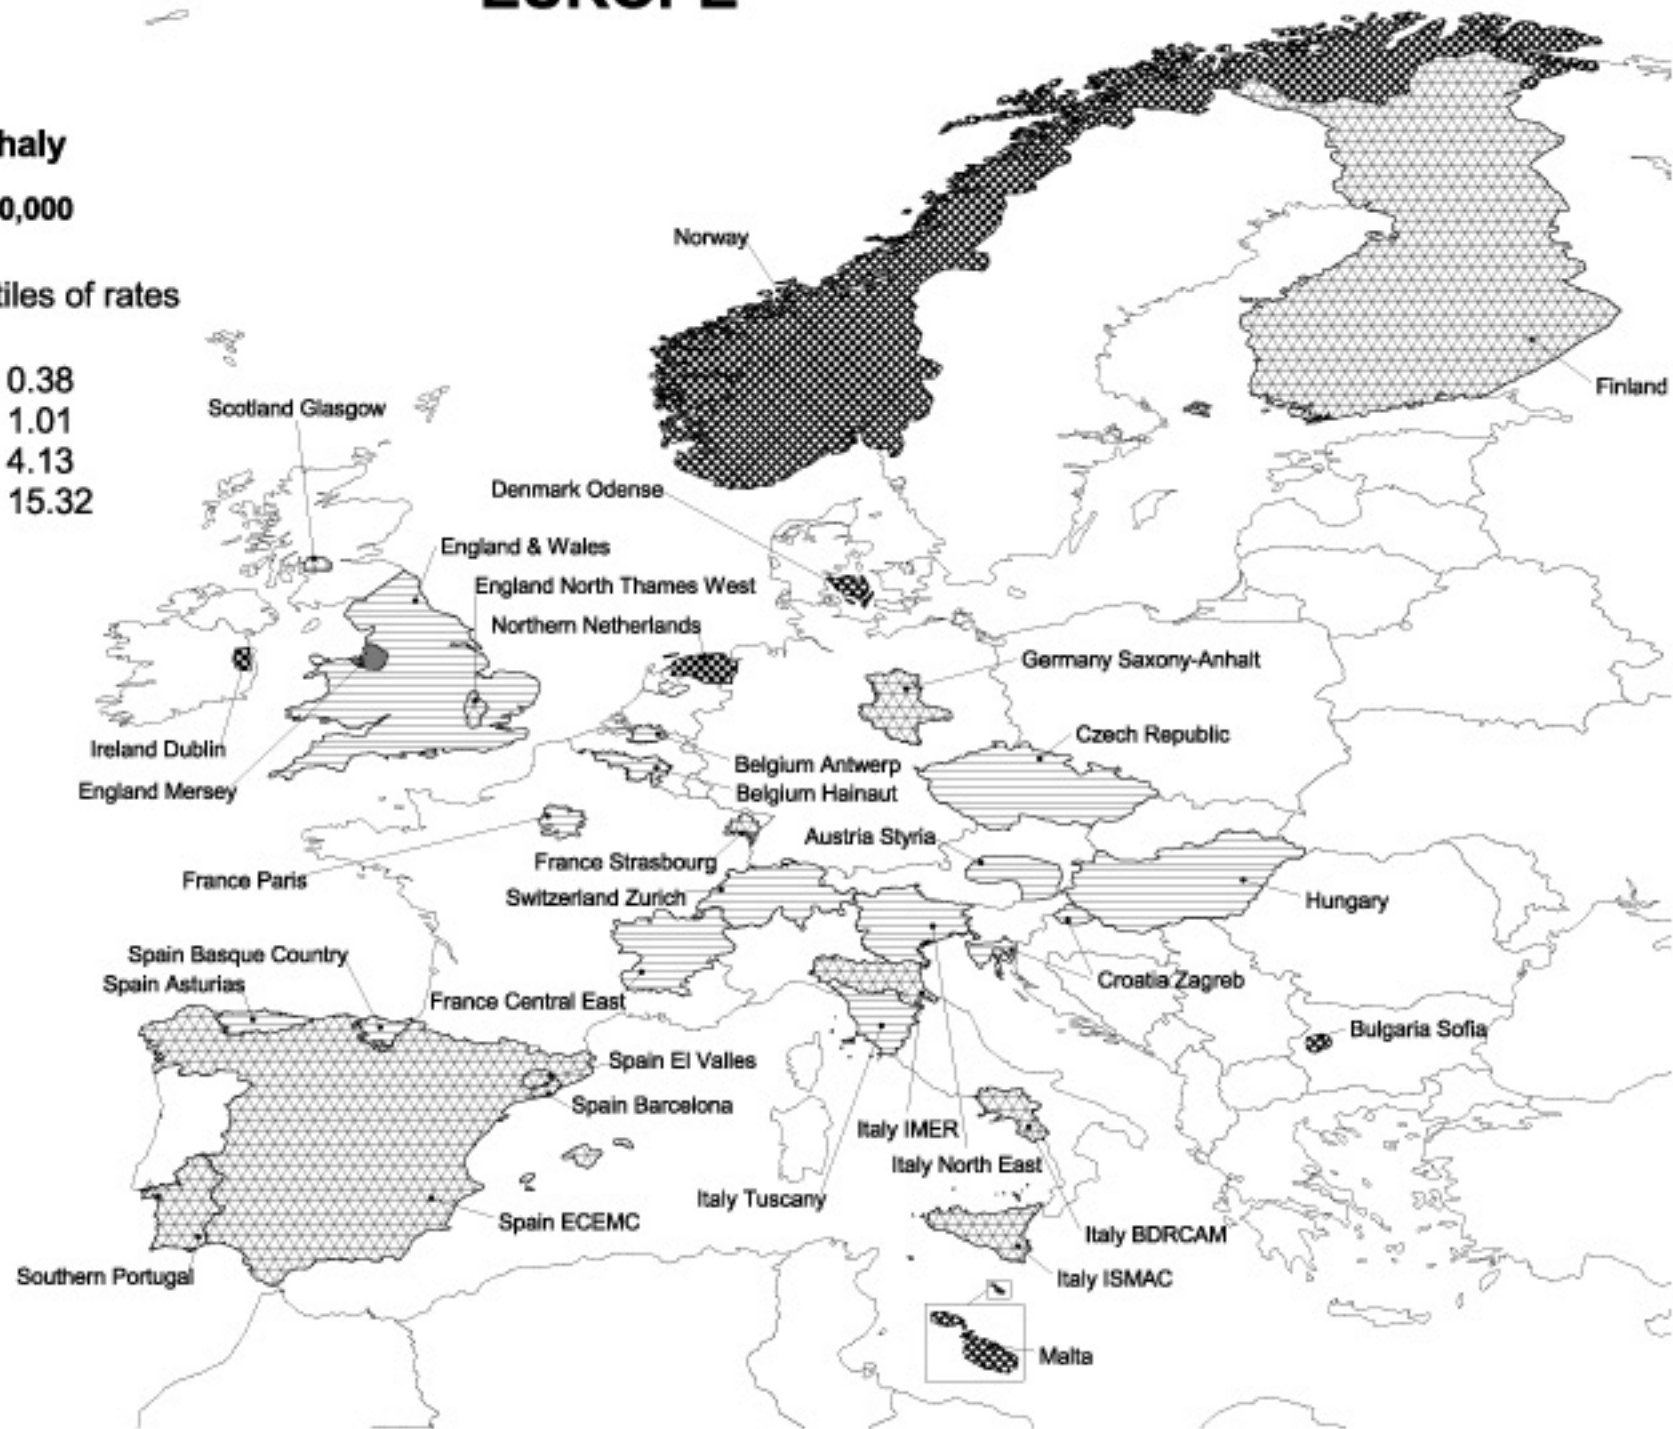 haly
0,000
tiles of rates
0.38
1.01
4.13
15.32
Norway
Finland
Scotland Glasgow
Denmark Odense
England & Wales
England North Thames West
Northern Netherlands
Germany Saxony-Anhalt
Czech Republic
Ireland Dublin
England Mersey
Belgium Antwerp
Belgium Hainaut
Austria Styria
France Strasbourg
France Paris
Switzerland Zurich
Hungary
Spain Basque Country
Spain Asturias
France Central East
Croatia Zagreb
Bulgaria Sofia
Spain El Valles
Spain Barcelona
Italy IMER
Italy North East
Italy Tuscany
Spain ECEMC
Italy BDRCAM
Southern Portugal
Italy ISMAC
Malta